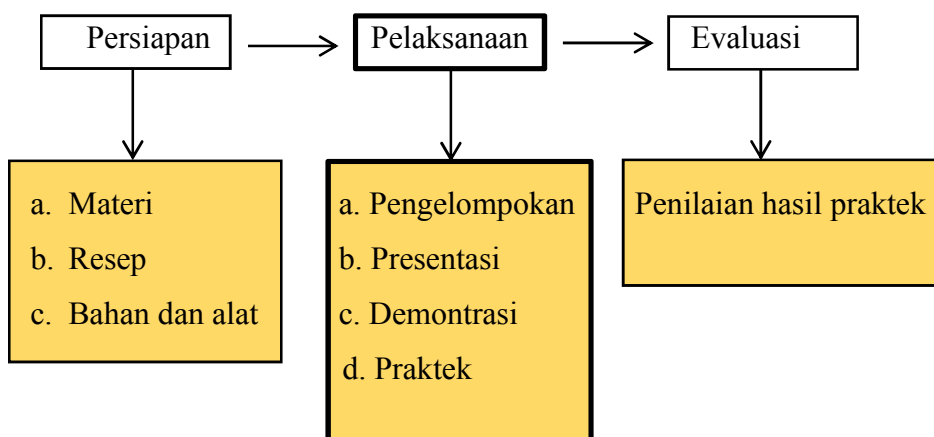 Persiapan
Pelaksanaan
Evaluasi
a. Materi
b. Resep
c. Bahan dan alat
a. Pengelompokan
b. Presentasi
c. Demontrasi
d. Praktek
Penilaian hasil praktek